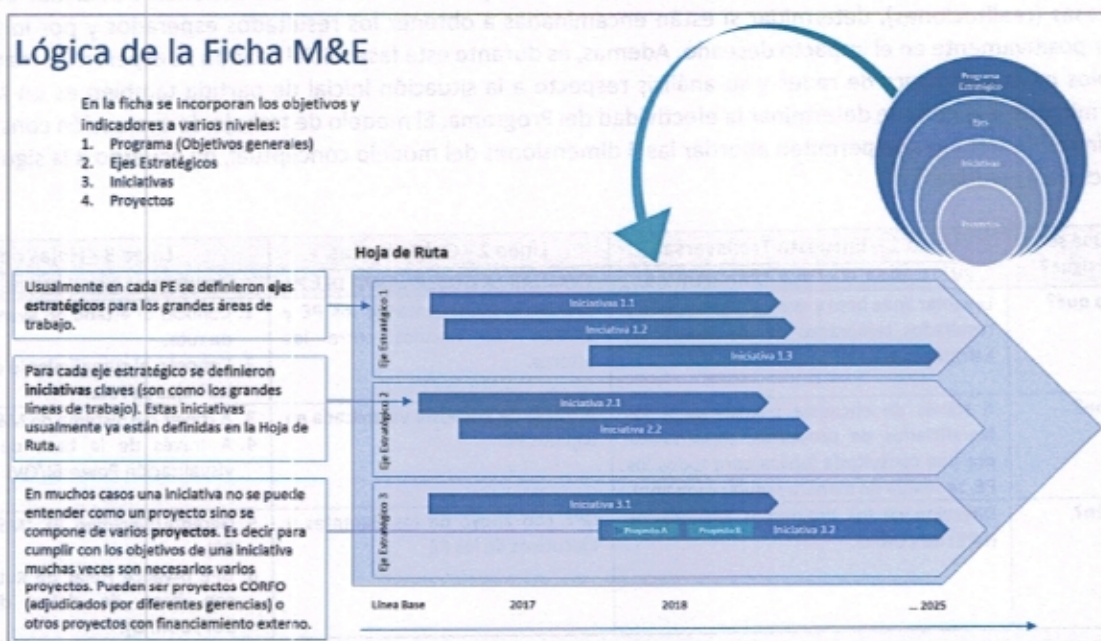 Lógica de la Ficha M&E
En la ficha se incorporan los objetivos y
indicadores a varios niveles:
1. Programa (Objetivos generales)
2. Ejes Estratégicos
3. Iniciativas
4. Proyectos
Programa
Estratégico
Ejes
Iniciativas
Proyectos
Hoja de Ruta
Usualmente en cada PE se definieron ejes
estratégicos para los grandes áreas de
trabajo.
Para cada eje estratégico se definieron
iniciativas claves (son como los grandes
líneas de trabajo). Estas iniciativas
usualmente ya están definidas en la Hoja de
Ruta.
En muchos casos una iniciativa no se puede
entender como un proyecto sino se
compone de varios proyectos. Es decir para
cumplir con los objetivos de una iniciativa
muchas veces son necesarios varios
proyectos. Pueden ser proyectos CORFO
(adjudicados por diferentes gerencias) o
otros proyectos con financiamiento externo.
Eje Estratégico 1
Iniciativas 1.1
Iniciativa 1.2
Iniciativa 1.3
Eje Estratégico 2
Iniciativa 2.1
Iniciativa 2.2
Eje Estratégico 3
Iniciativa 3.1
Proyecto A
Proyecto B
Iniciativa 3.2
Línea Base
2017
2018
... 2025